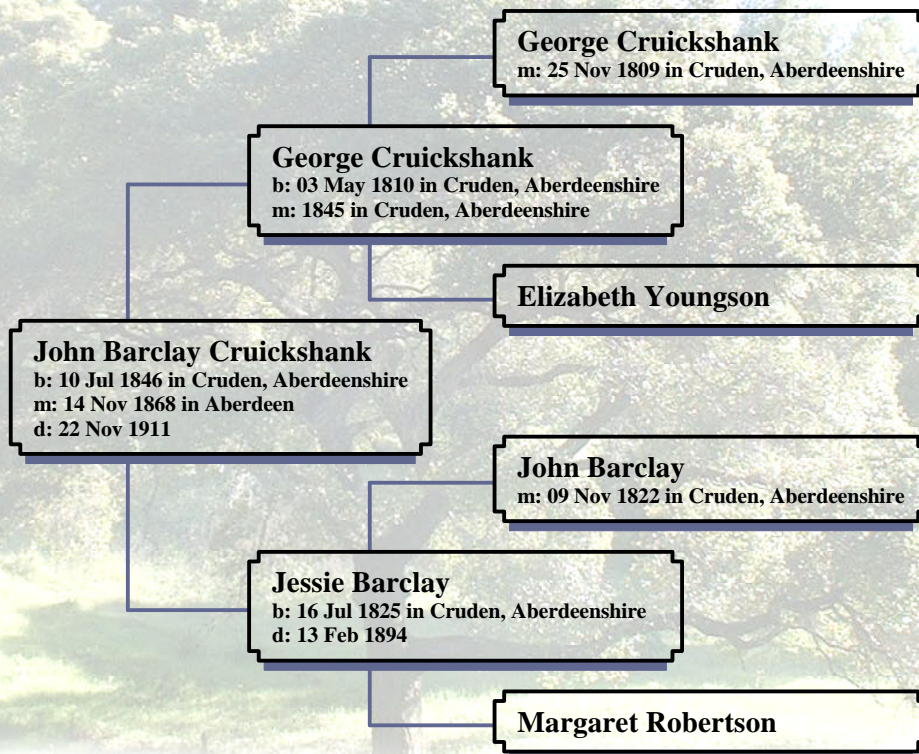 George Cruickshank
m: 25 Nov 1809 in Cruden, Aberdeenshire
George Cruickshank
b: 03 May 1810 in Cruden, Aberdeenshire
m: 1845 in Cruden, Aberdeenshire
Elizabeth Youngson
John Barclay Cruickshank
b: 10 Jul 1846 in Cruden, Aberdeenshire
m: 14 Nov 1868 in Aberdeen
d: 22 Nov 1911
John Barclay
m: 09 Nov 1822 in Cruden, Aberdeenshire
Jessie Barclay
b: 16 Jul 1825 in Cruden, Aberdeenshire
d: 13 Feb 1894
Margaret Robertson